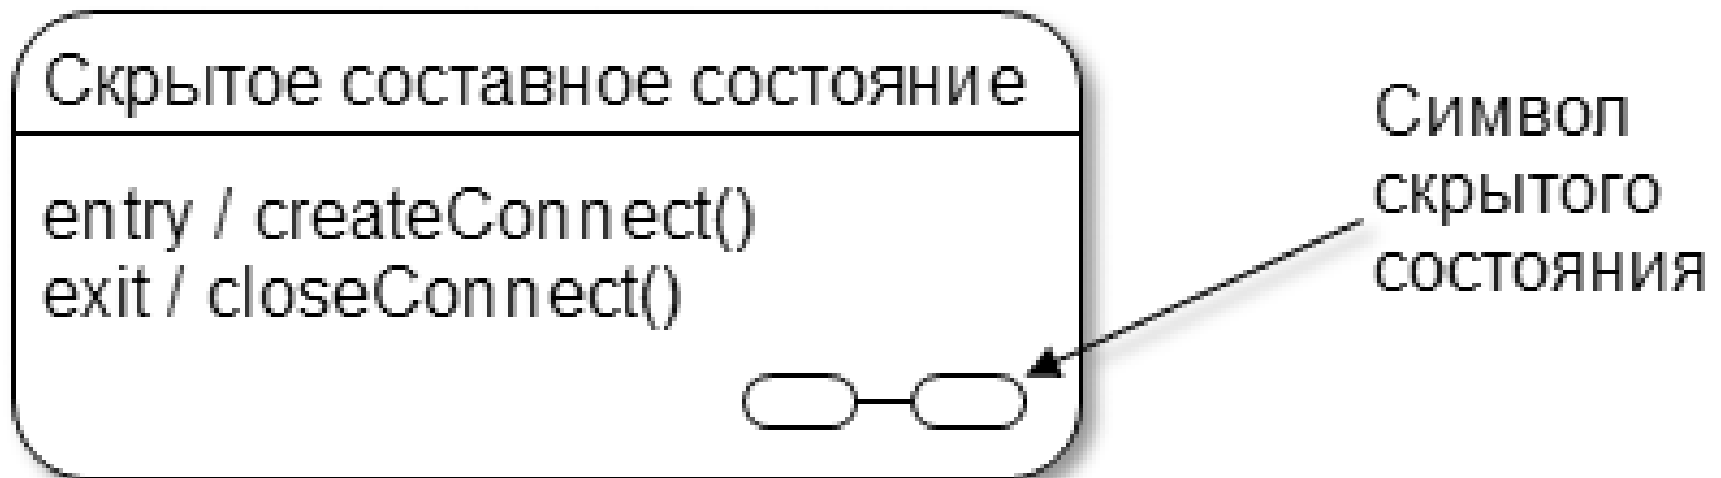 Скрытое составное состояние
entry / createConnect()
exit / closeConnect()
Символ
скрытого
состояния